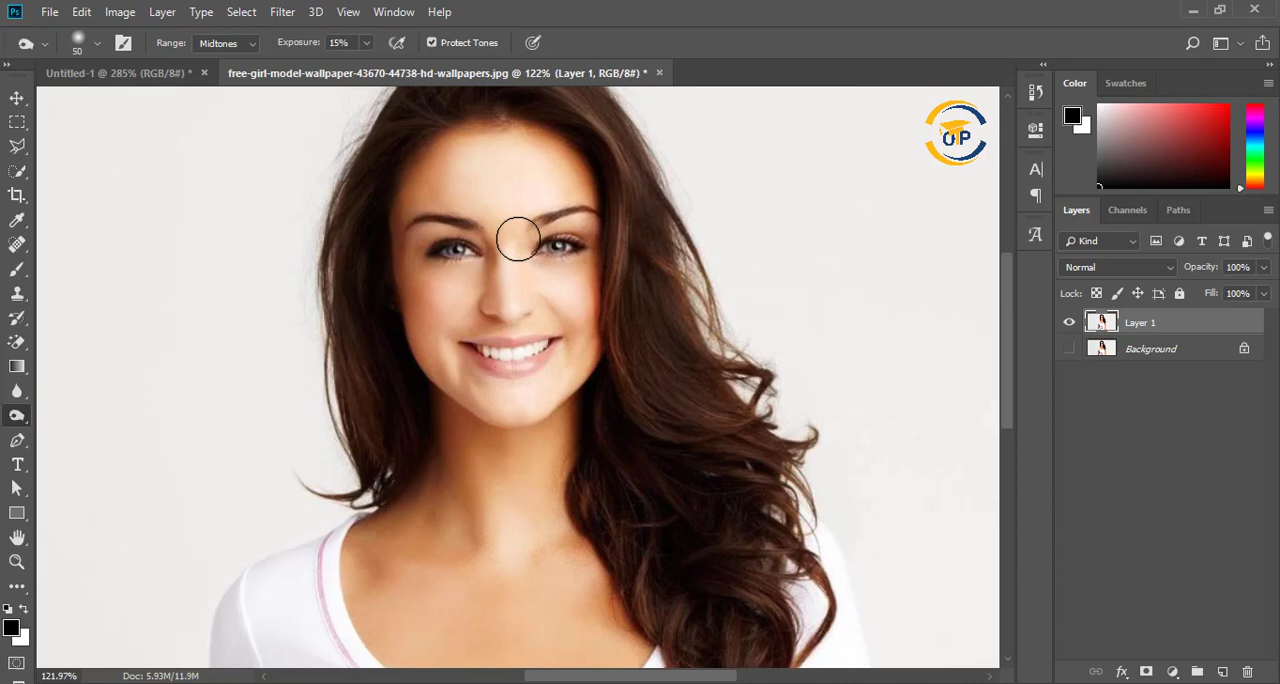 Ps File Edit Image Layer Type Select Filter 3D View Window Help
50 Range: Midtones Exposure: 15% Protect Tones
Untitled-1 @ 285% (RGB/8#) * × free-girl-model-wallpaper-43670-44738-hd-wallpapers.jpg @ 122% (Layer 1, RGB/8#) * ×
Color Swatches
OTP
Layers Channels Paths
Kind
Normal Opacity: 100%
Lock: Fill: 100%
Layer 1
Background
121.97% Doc: 5.93M/11.9M